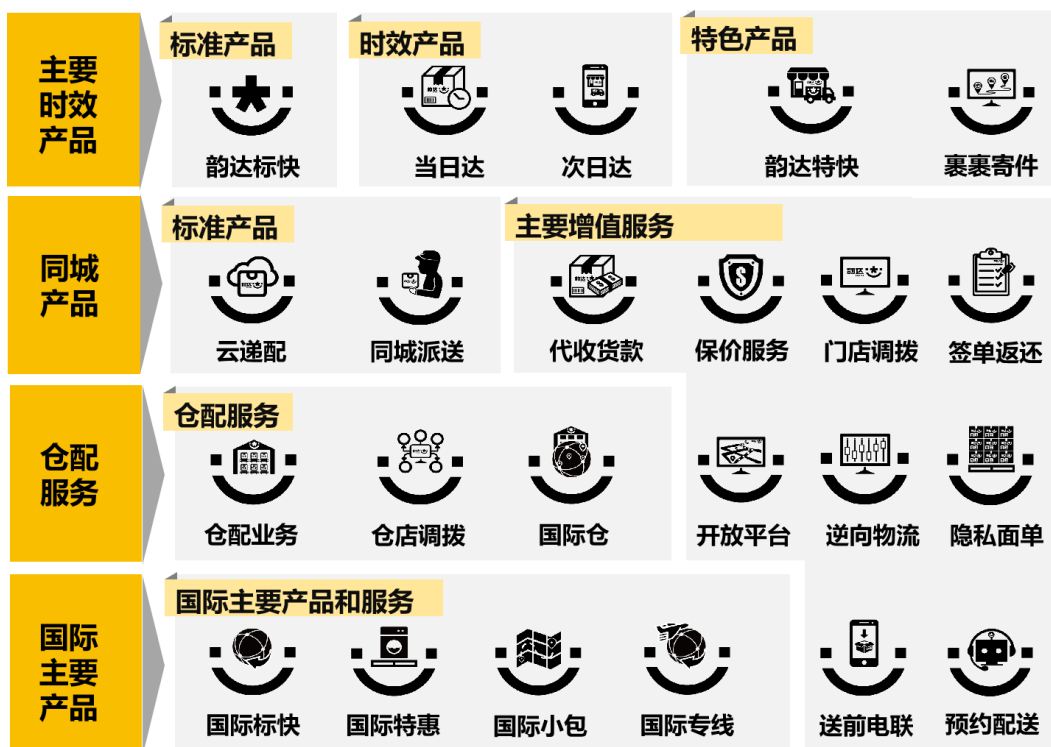 主要
时效
产品
标准产品
韵达标快
时效产品
当日达
次日达
特色产品
韵达特快
裹裹寄件
同城
产品
标准产品
云递配
同城派送
主要增值服务
代收货款
保价服务
门店调拨
签单返还
开放平台
逆向物流
隐私面单
送前电联
预约配送
仓配
服务
仓配服务
仓配业务
仓店调拨
国际仓
国际
主要
产品
国际主要产品和服务
国际标快
国际特惠
国际小包
国际专线